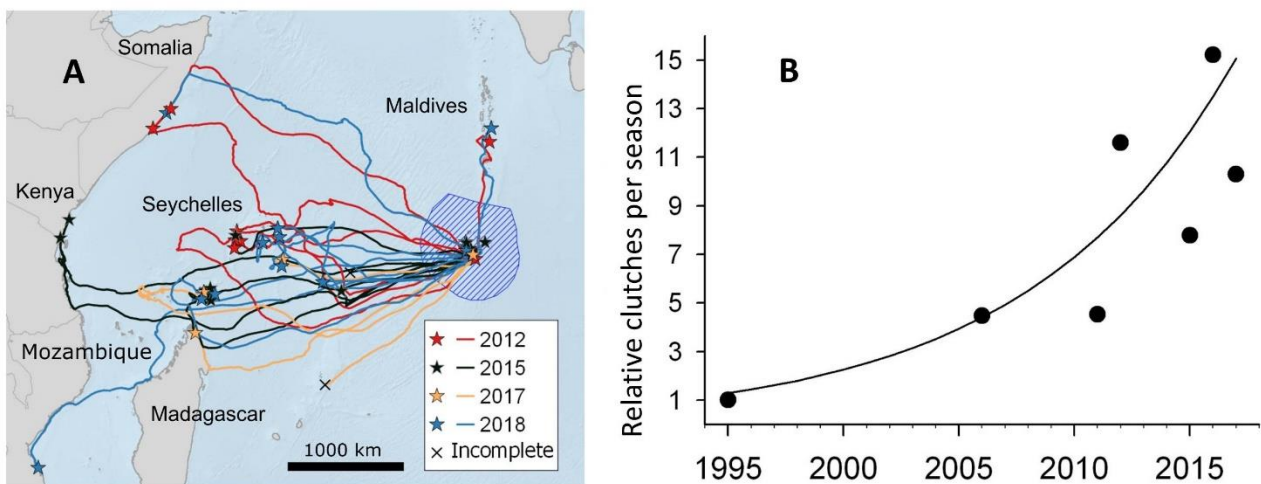 A
Somalia
Maldives
Kenya
Seychelles
Mozambique
Madagascar
2012
2015
2017
2018
Incomplete
1000 km
B
Relative clutches per season
15
13
11
9
7
5
3
1
1995
2000
2005
2010
2015